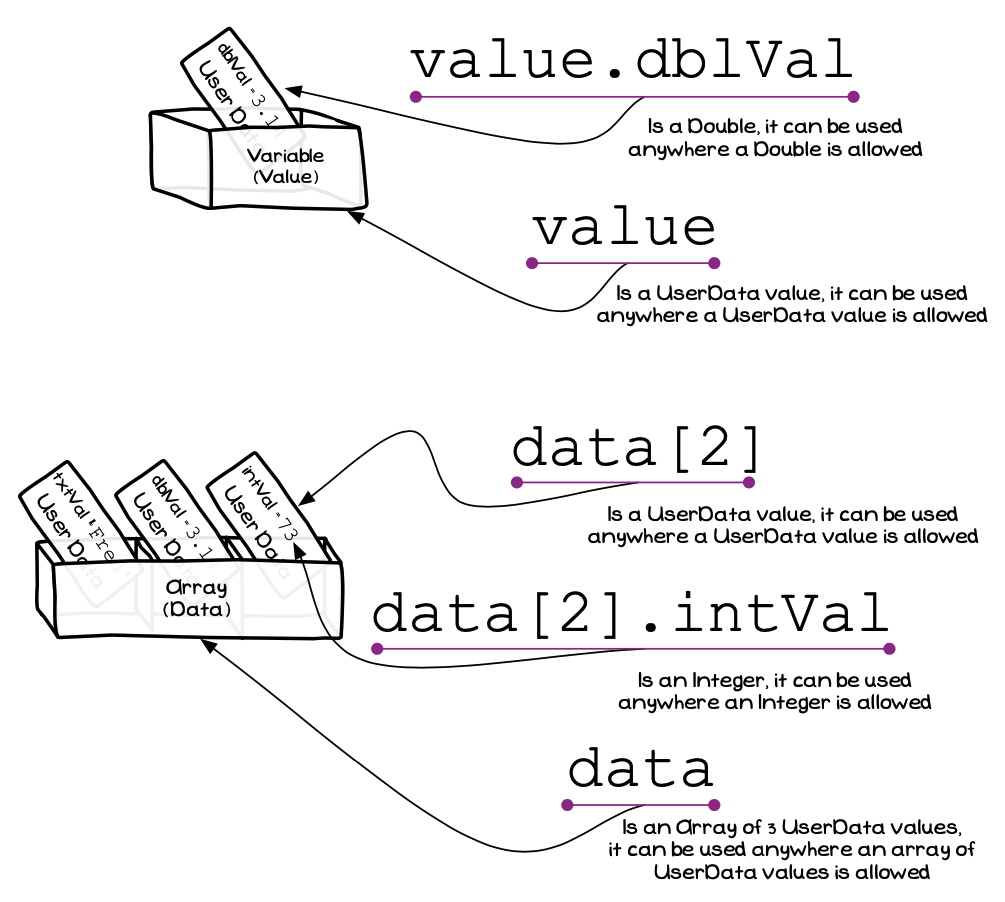 value.dblVal
Is a Double, it can be used
anywhere a Double is allowed
dblVal = 3.1
User D
Variable
(Value)
value
Is a UserData value, it can be used
anywhere a UserData value is allowed
data[2]
Is a UserData value, it can be used
anywhere a UserData value is allowed
txtVal 'Fre
User Data
dblVal = 3.1
User Data
intVal = 73
User Data
Array
(Data)
data[2].intVal
Is an Integer, it can be used
anywhere an Integer is allowed
data
Is an Array of 3 UserData values,
it can be used anywhere an array of
UserData values is allowed